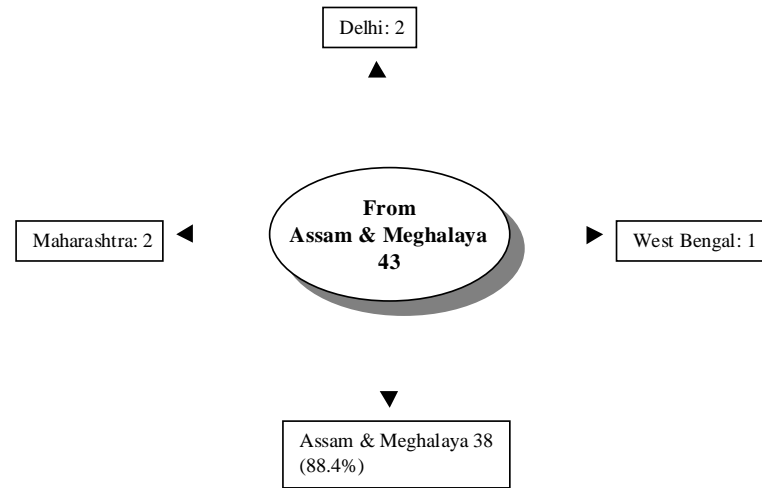 Delhi: 2
From
Assam & Meghalaya
43
Maharashtra: 2
West Bengal: 1
Assam & Meghalaya 38
(88.4%)